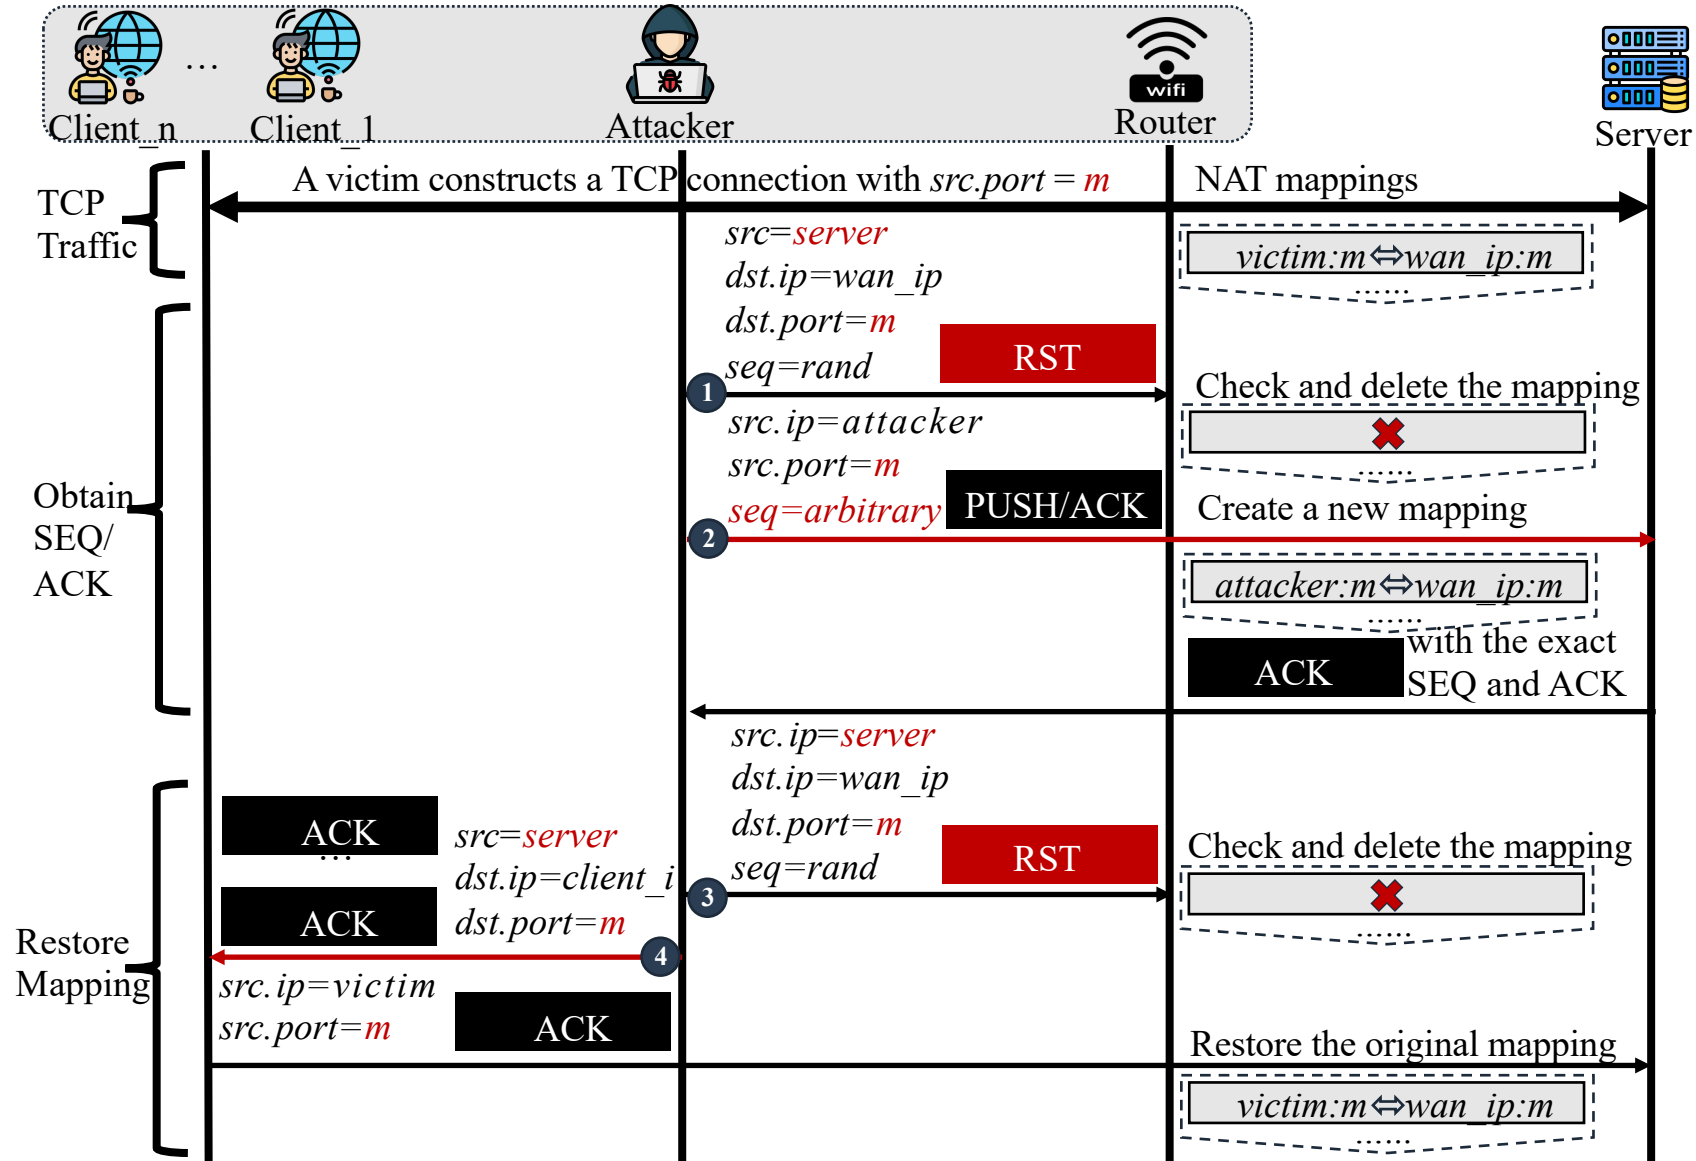 Client_n
...
Client_1
Attacker
wifi
Router
Server
TCP
Traffic
A victim constructs a TCP connection with src.port = m
NAT mappings
victim:m⇔wan_ip:m
......
src=server
dst.ip=wan_ip
dst.port=m
seq=rand
RST
1
Check and delete the mapping
......
Obtain
SEQ/
ACK
src.ip=attacker
src.port=m
seq=arbitrary
PUSH/ACK
2
Create a new mapping
attacker:m⇔wan_ip:m
......
ACK
with the exact
SEQ and ACK
src.ip=server
dst.ip=wan_ip
dst.port=m
seq=rand
RST
3
Check and delete the mapping
......
Restore
Mapping
ACK
...
ACK
src=server
dst.ip=client_i
dst.port=m
4
src.ip=victim
src.port=m
ACK
Restore the original mapping
victim:m⇔wan_ip:m
......